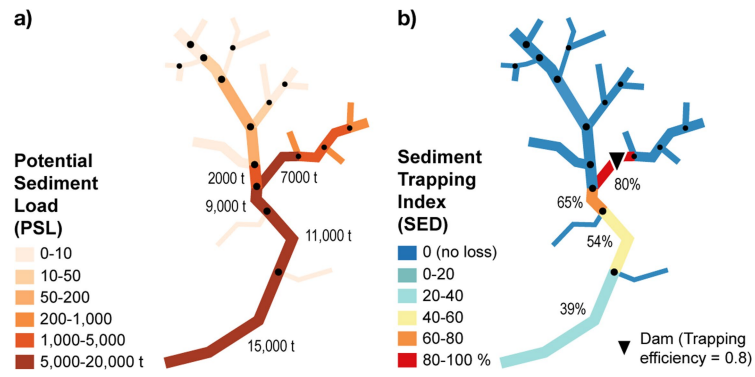 a)
2000 t
7000 t
9,000 t
11,000 t
15,000 t
Potential
Sediment
Load
(PSL)
0-10
10-50
50-200
200-1,000
1,000-5,000
5,000-20,000 t
b)
80%
65%
54%
39%
Sediment
Trapping
Index
(SED)
0 (no loss)
0-20
20-40
40-60
60-80
80-100 %
Dam (Trapping
efficiency = 0.8)